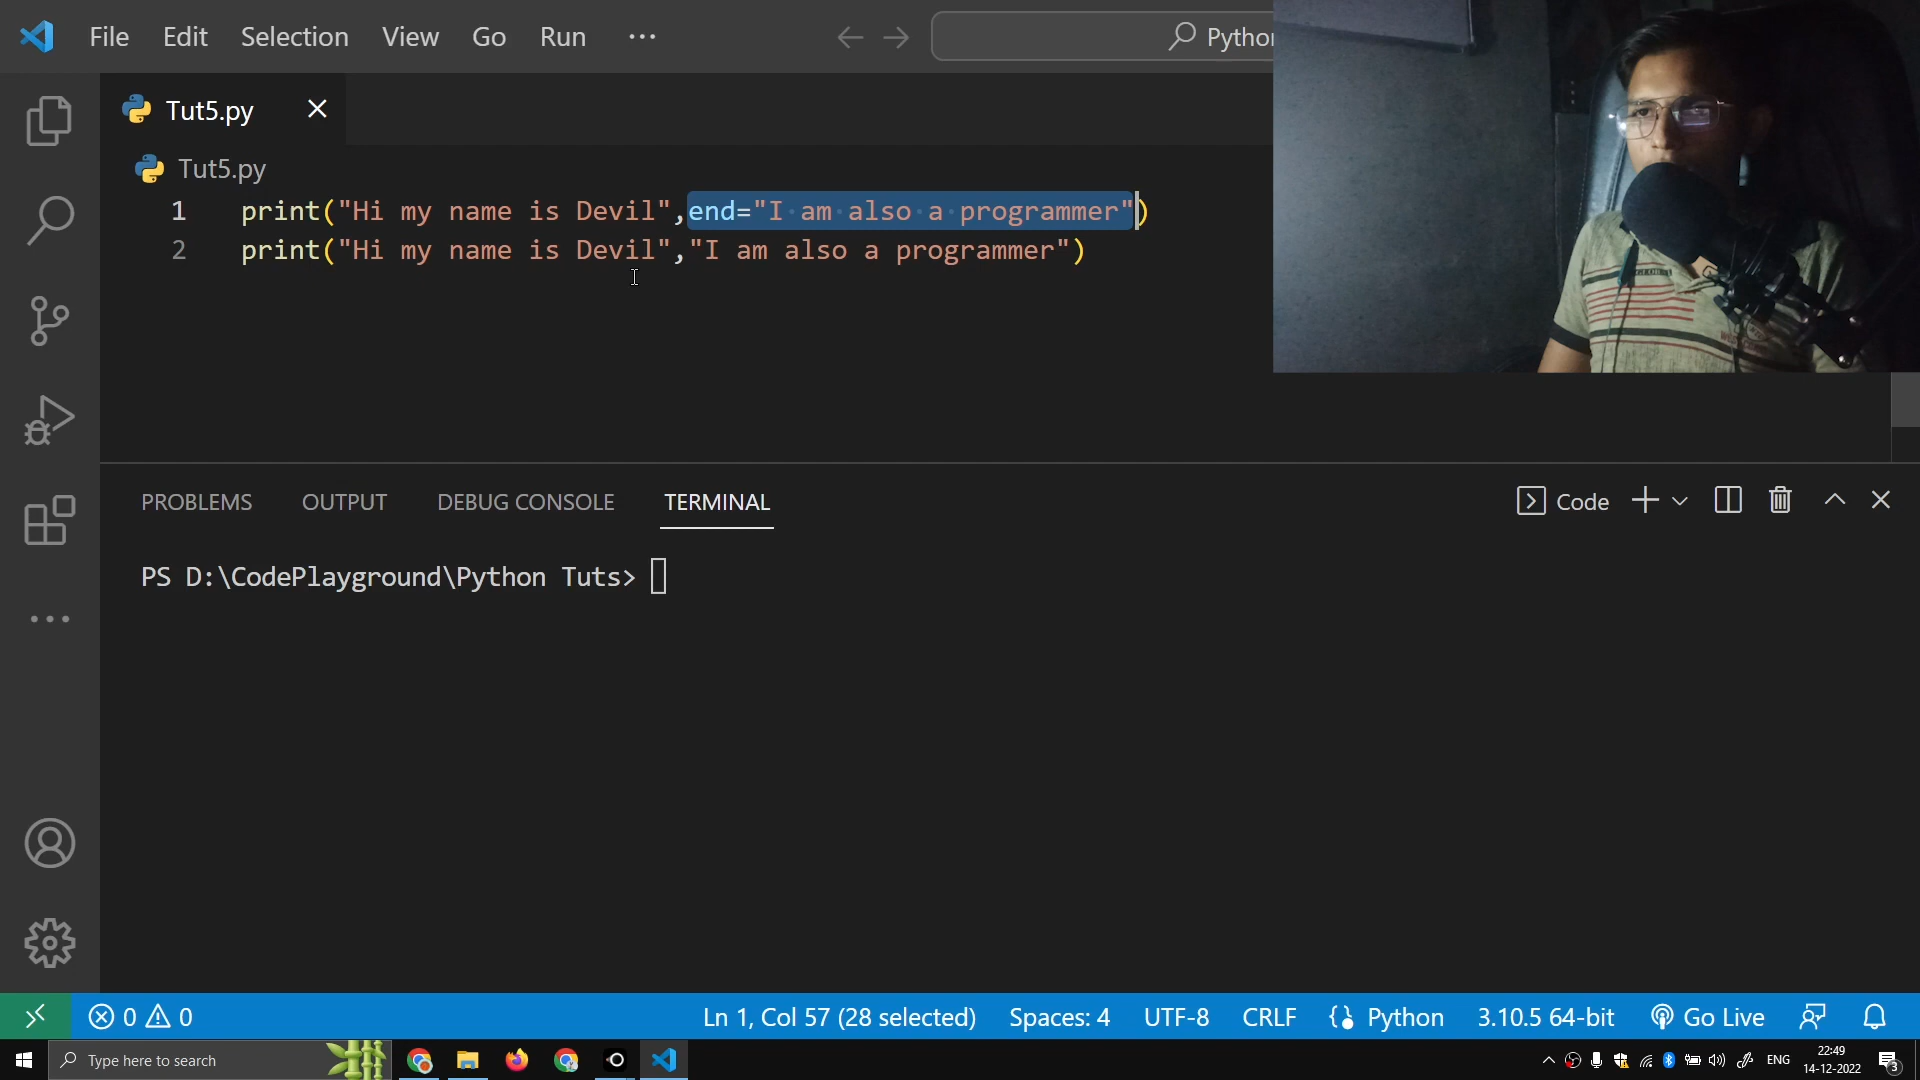 File Edit Selection View Go Run ...
Tut5.py
Tut5.py
1 print("Hi my name is Devil",end="I am also a programmer")
2 print("Hi my name is Devil","I am also a programmer")
PROBLEMS OUTPUT DEBUG CONSOLE TERMINAL Code
PS D:\CodePlayground\Python Tuts>
0 0 Ln 1, Col 57 (28 selected) Spaces: 4 UTF-8 CRLF Python 3.10.5 64-bit Go Live
Type here to search ENG 22:49
14-12-2022 3